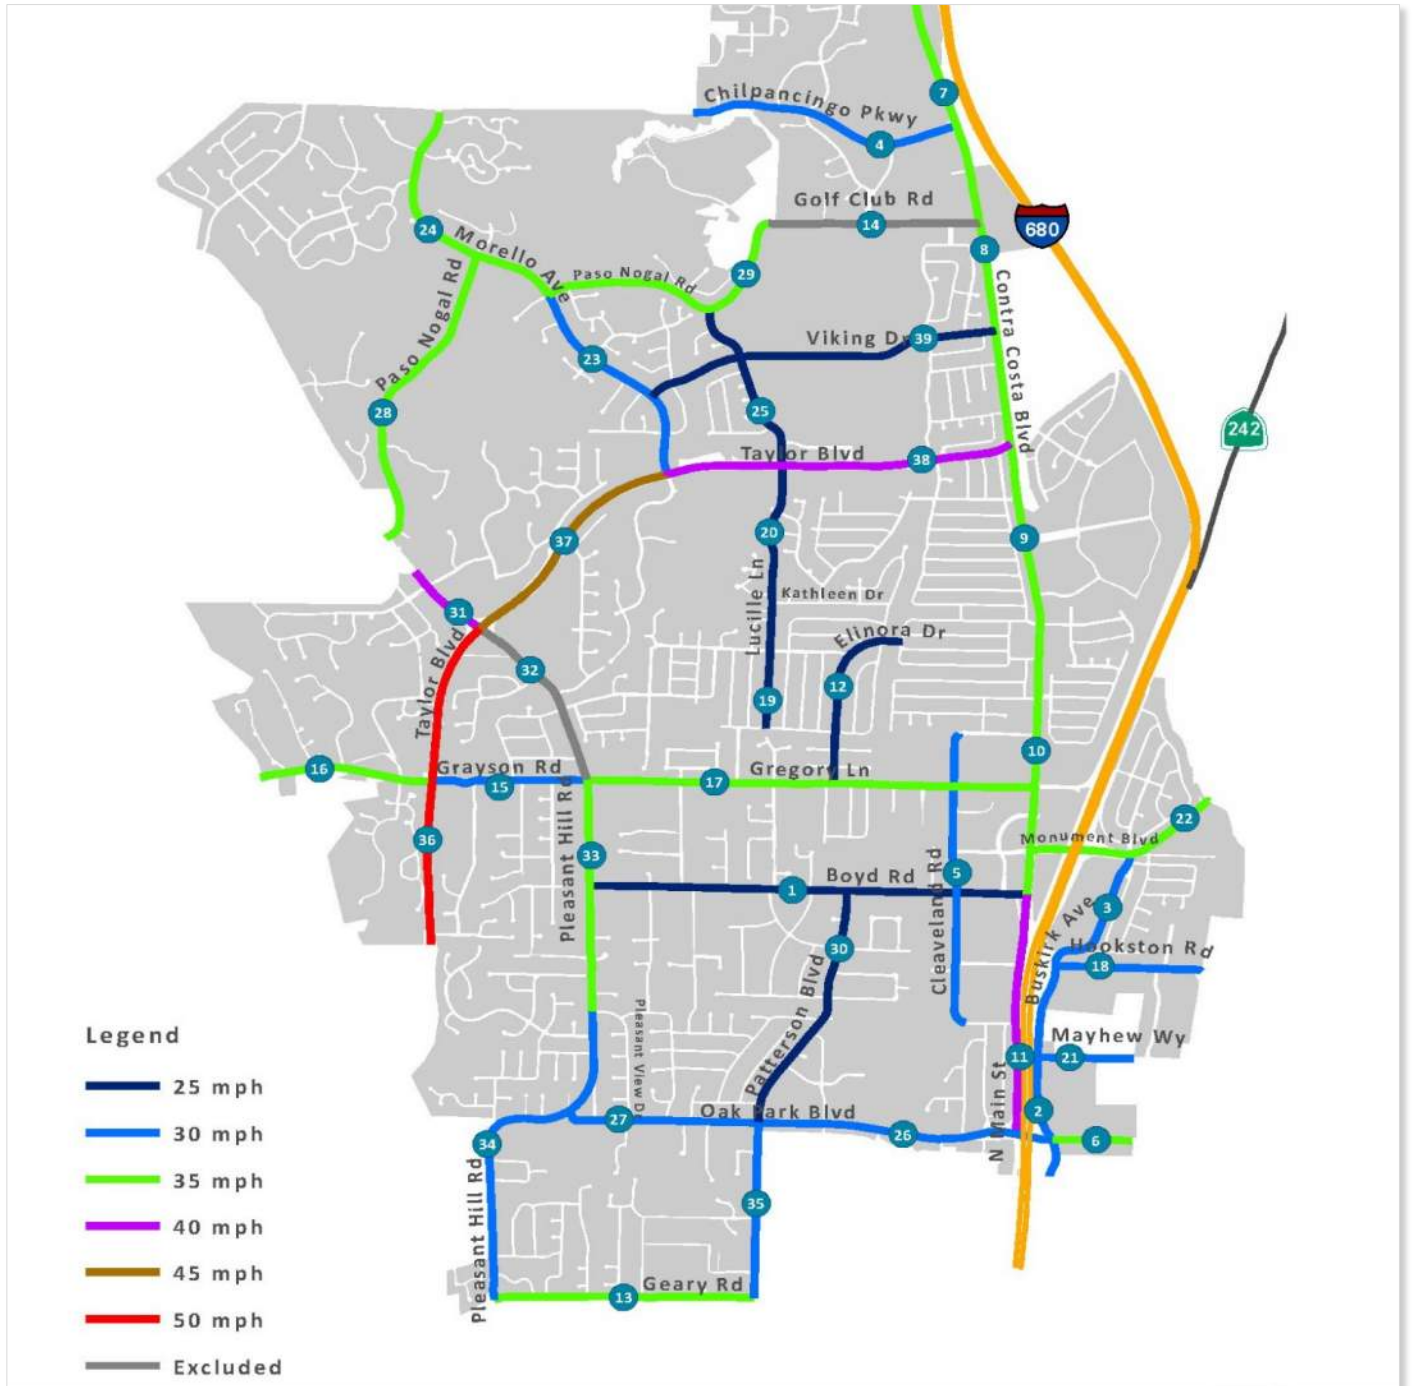 7
Chilpancingo Pkwy
4
Golf Club Rd
14
680
24
Morello Ave
8
Paso Nogal Rd
29
Paso Nogal Rd
Contra Costa Blvd
Viking Dr
39
23
28
25
242
Taylor Blvd
38
37
20
9
Lucille Ln
Kathleen Dr
31
Elinora Dr
Taylor Blvd
32
12
19
10
16
Grayson Rd
15
17
Gregory Ln
Pleasant Hill Rd
22
Monument Blvd
36
33
Boyd Rd
1
5
Cleaveland Rd
3
Buskirk Ave
30
Hookston Rd
18
Patterson Blvd
Pleasant View Dr
Mayhew Wy
11
21
N Main St
2
Oak Park Blvd
27
26
6
34
Pleasant Hill Rd
35
Geary Rd
13
Legend
25 mph
30 mph
35 mph
40 mph
45 mph
50 mph
Excluded